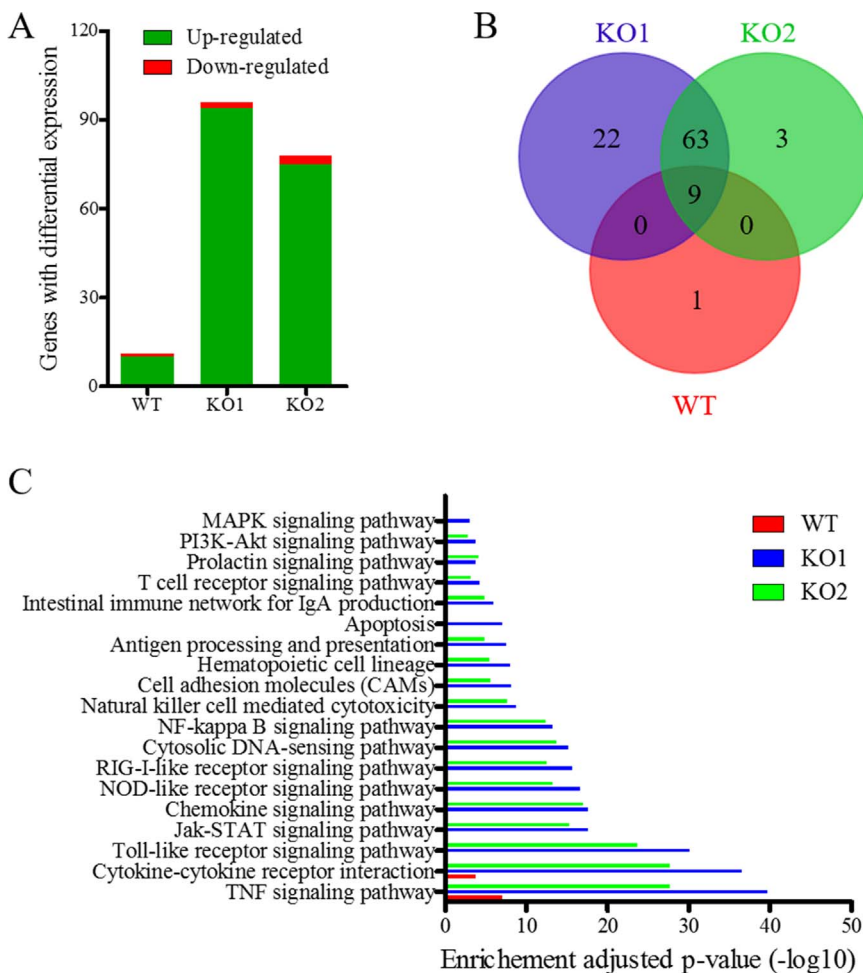 A
120
90
60
30
0
Genes with differential expression
Up-regulated
Down-regulated
WT KO1 KO2
B
KO1 KO2
22 63 3
9
0 0
1
WT
C
MAPK signaling pathway
PI3K-Akt signaling pathway
Prolactin signaling pathway
T cell receptor signaling pathway
Intestinal immune network for IgA production
Apoptosis
Antigen processing and presentation
Hematopoietic cell lineage
Cell adhesion molecules (CAMs)
Natural killer cell mediated cytotoxicity
NF-kappa B signaling pathway
Cytosolic DNA-sensing pathway
RIG-I-like receptor signaling pathway
NOD-like receptor signaling pathway
Chemokine signaling pathway
Jak-STAT signaling pathway
Toll-like receptor signaling pathway
Cytokine-cytokine receptor interaction
TNF signaling pathway
WT
KO1
KO2
0 10 20 30 40 50
Enrichement adjusted p-value (-log10)